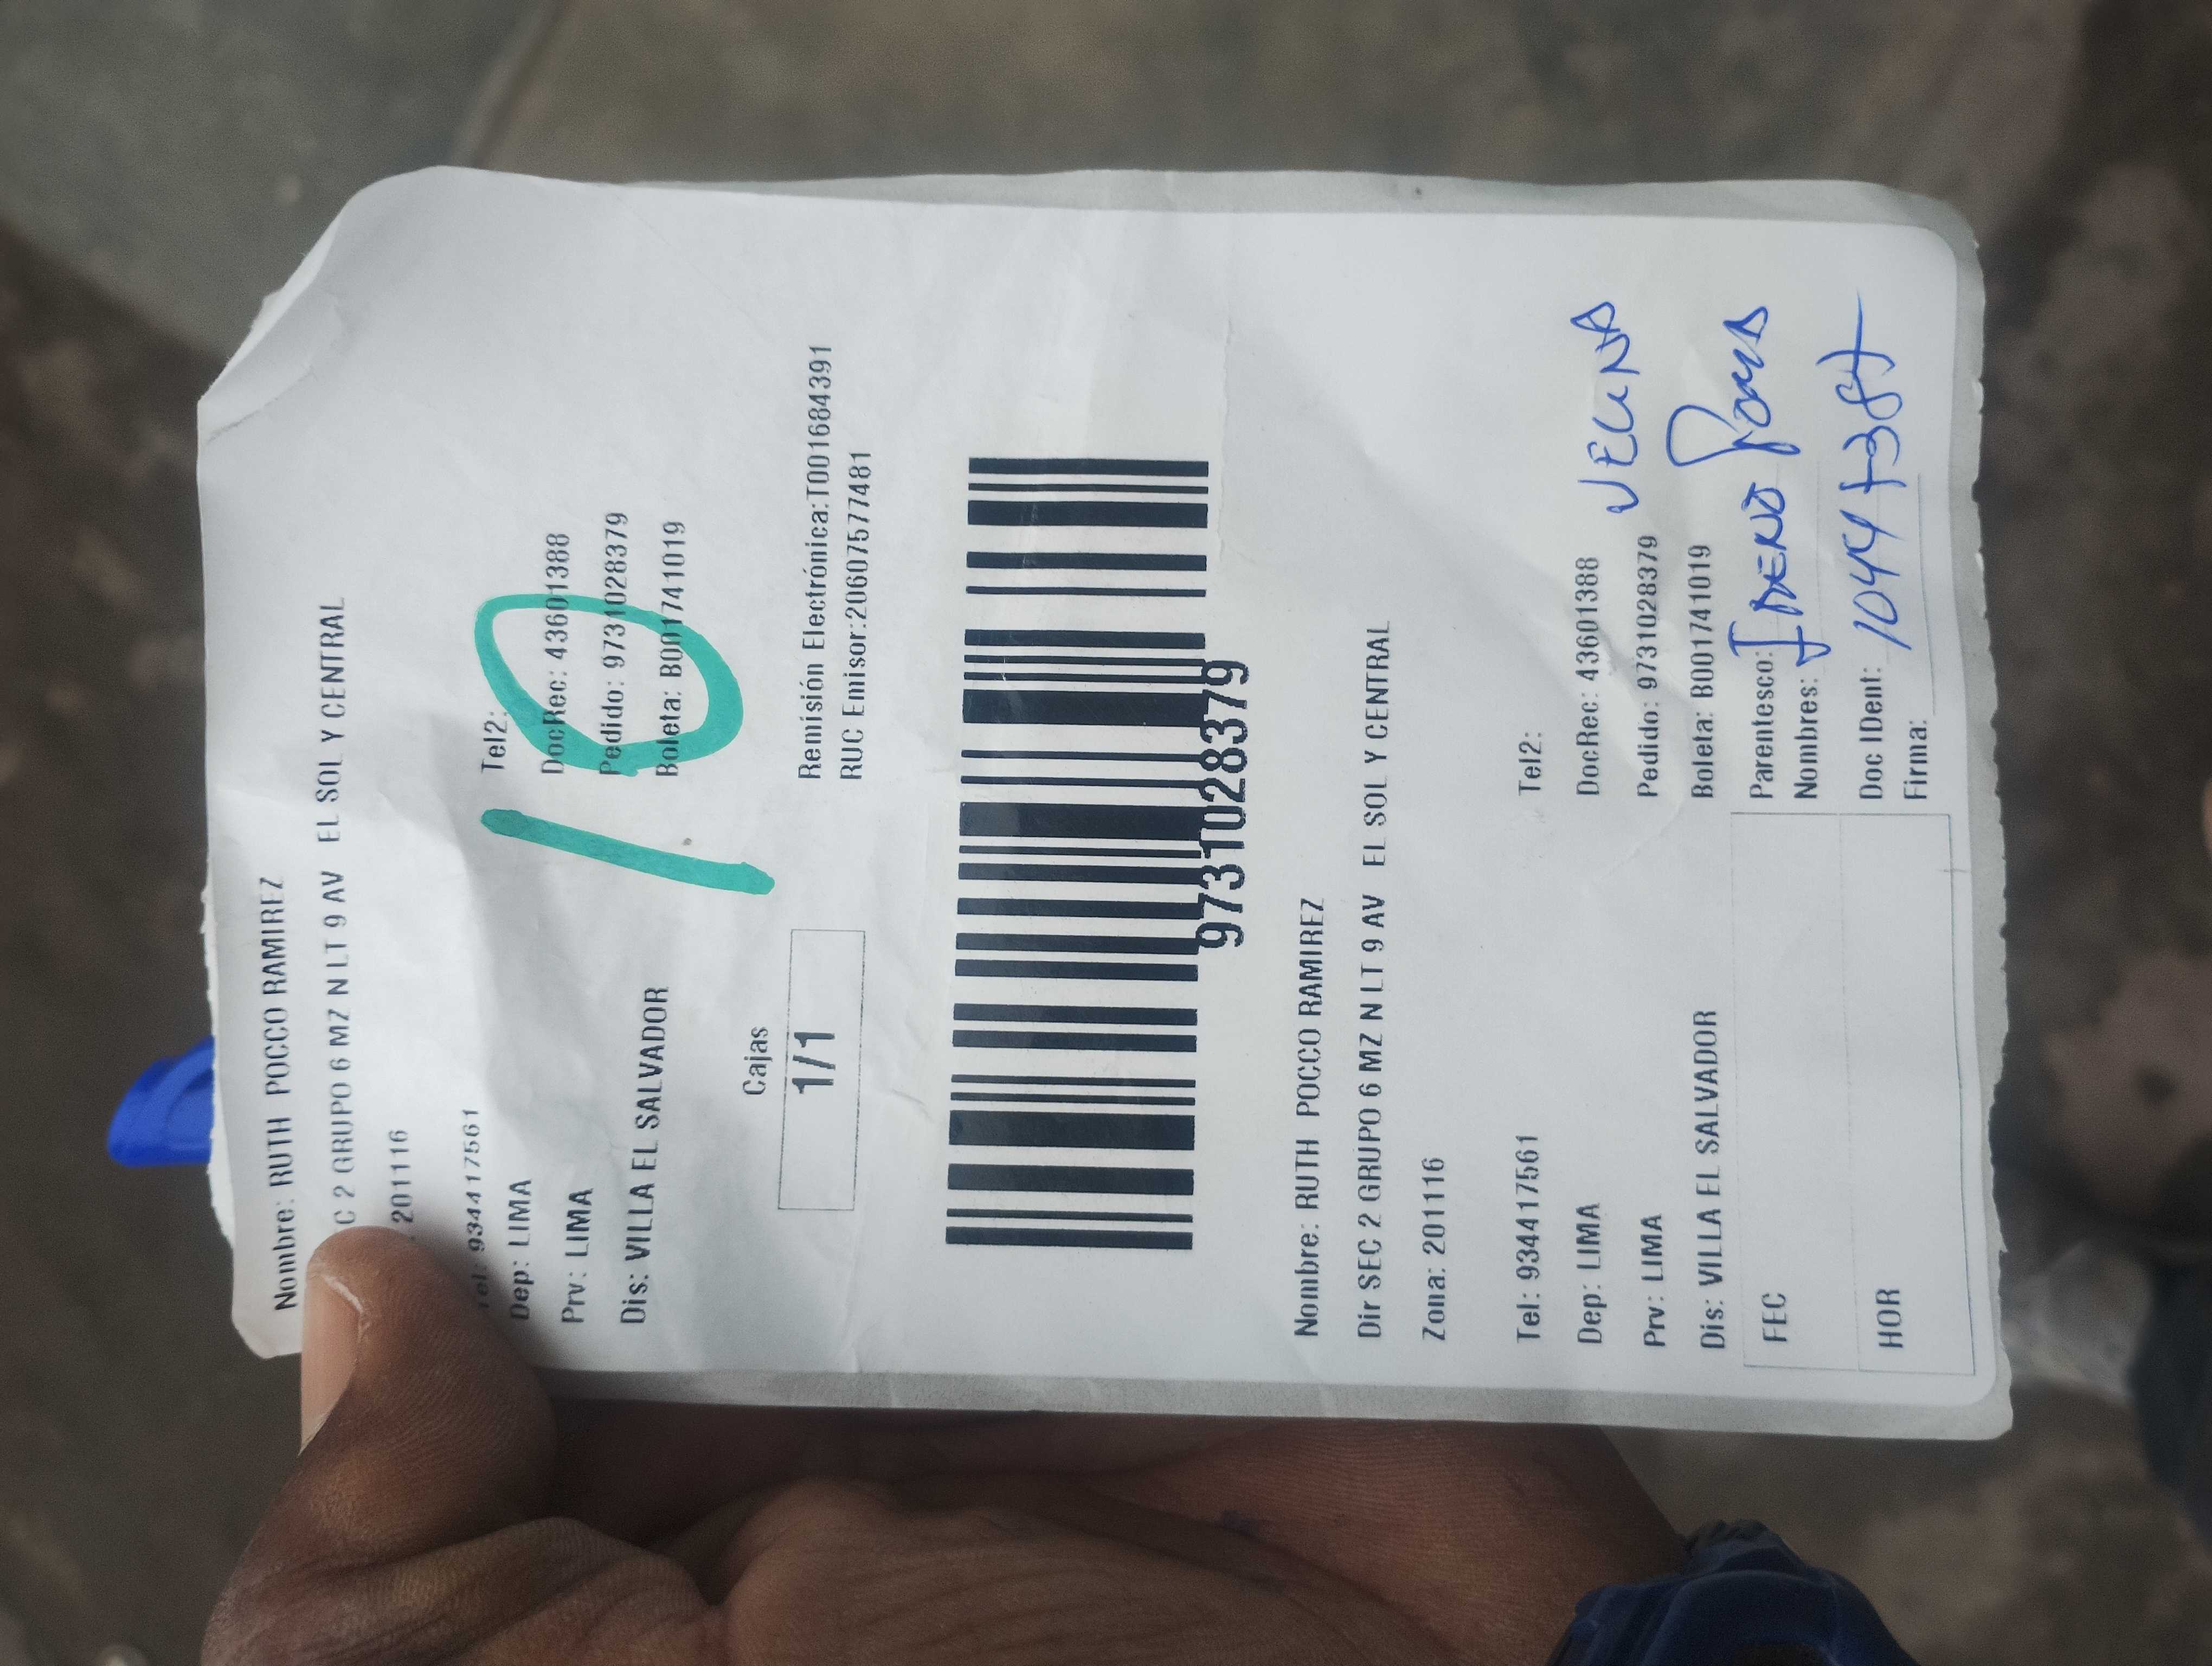 Nombre: RUTH POCCO RAMIREZ
C 2 GRUPO 6 MZ N LT 9 AV EL SOL Y CENTRAL
201116
Tel: 934417561 Tel2:
Dep: LIMA DocRec: 43601388
Prv: LIMA Pedido: 9731028379
Dis: VILLA EL SALVADOR Boleta: B001741019
10
Cajas
1/1
Remisión Electrónica:T001684391
RUC Emisor:20607577481
97310283379
Nombre: RUTH POCCO RAMIREZ
Dir SEC 2 GRUPO 6 MZ N LT 9 AV EL SOL Y CENTRAL
Zona: 201116
Tel: 934417561 Tel2:
Dep: LIMA DocRec: 43601388
Prv: LIMA Pedido: 9731028379
VECINA
Dis: VILLA EL SALVADOR Boleta: B001741019
FEC
Parentesco:
Nombres:
HOR
Doc IDent:
Firma: